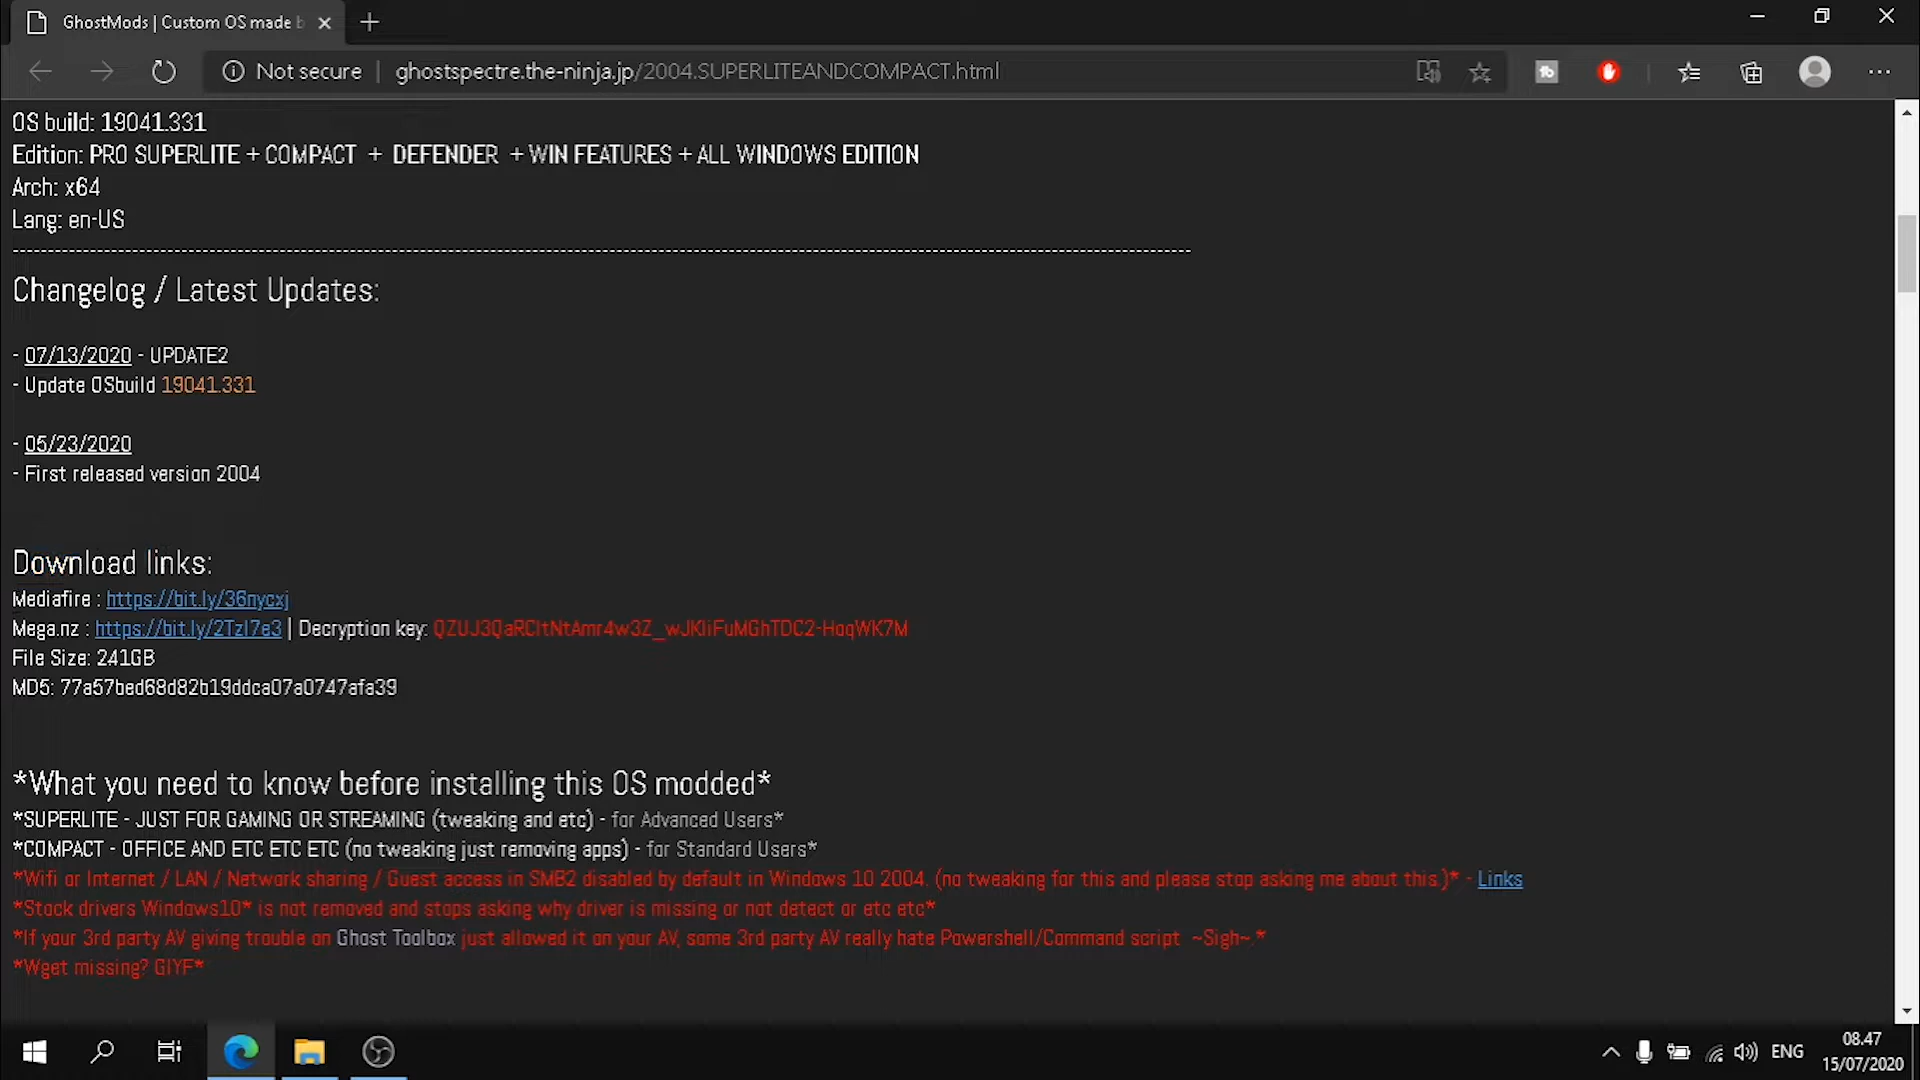 GhostMods | Custom OS made b
Not secure | ghostspectre.the-ninja.jp/2004.SUPERLITEANDCOMPACT.html
OS build: 19041.331
Edition: PRO SUPERLITE + COMPACT + DEFENDER + WIN FEATURES + ALL WINDOWS EDITION
Arch: x64
Lang: en-US
Changelog / Latest Updates:
- 07/13/2020 - UPDATE2
- Update OSbuild 19041.331
- 05/23/2020
- First released version 2004
Download links:
Mediafire : https://bit.ly/36nycxj
Mega.nz : https://bit.ly/2TzI7e3 | Decryption key: QZUJ3QaRCItNtAmr4w3Z_wJKIiFuMGhTDC2-HaqWK7M
File Size: 2.41GB
MD5: 77a57bed68d82b19ddca07a0747afa39
*What you need to know before installing this OS modded*
*SUPERLITE - JUST FOR GAMING OR STREAMING (tweaking and etc) - for Advanced Users*
*COMPACT - OFFICE AND ETC ETC ETC (no tweaking just removing apps) - for Standard Users*
*Wifi or Internet / LAN / Network sharing / Guest access in SMB2 disabled by default in Windows 10 2004. (no tweaking for this and please stop asking me about this.)* - Links
*Stock drivers Windows10* is not removed and stops asking why driver is missing or not detect or etc etc*
*If your 3rd party AV giving trouble on Ghost Toolbox just allowed it on your AV, some 3rd party AV really hate Powershell/Command script ~Sigh~.*
*Wget missing? GIYF*
ENG
08.47
15/07/2020